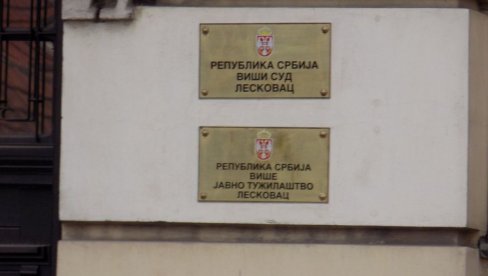 РЕПУБЛИКА СРБИЈА
ВИШИ СУД
ЛЕСКОВАЦ
РЕПУБЛИКА СРБИЈА
ВИШЕ
ЈАВНО ТУЖИЛАШТВО
ЛЕСКОВАЦ